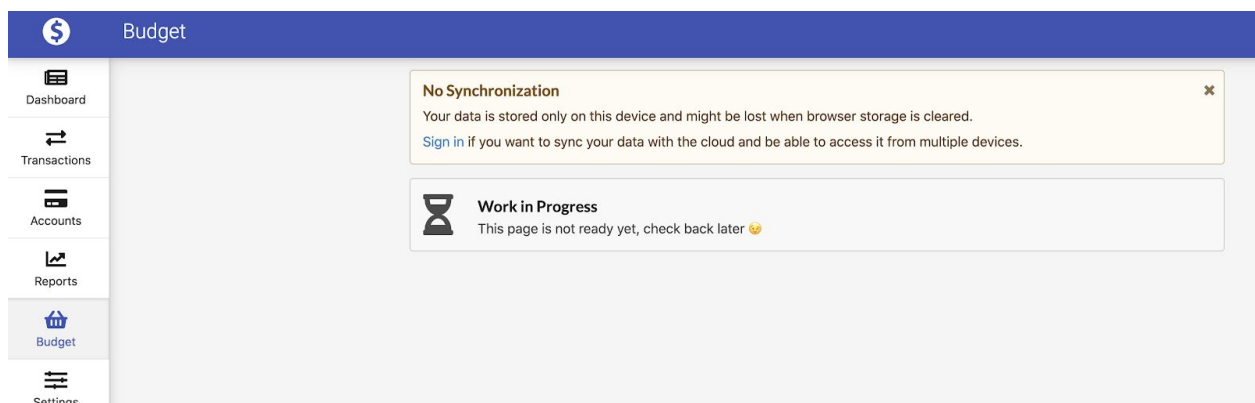 Budget
Dashboard
Transactions
Accounts
Reports
Budget
Settings
No Synchronization
Your data is stored only on this device and might be lost when browser storage is cleared.
Sign in if you want to sync your data with the cloud and be able to access it from multiple devices.
Work in Progress
This page is not ready yet, check back later 😉